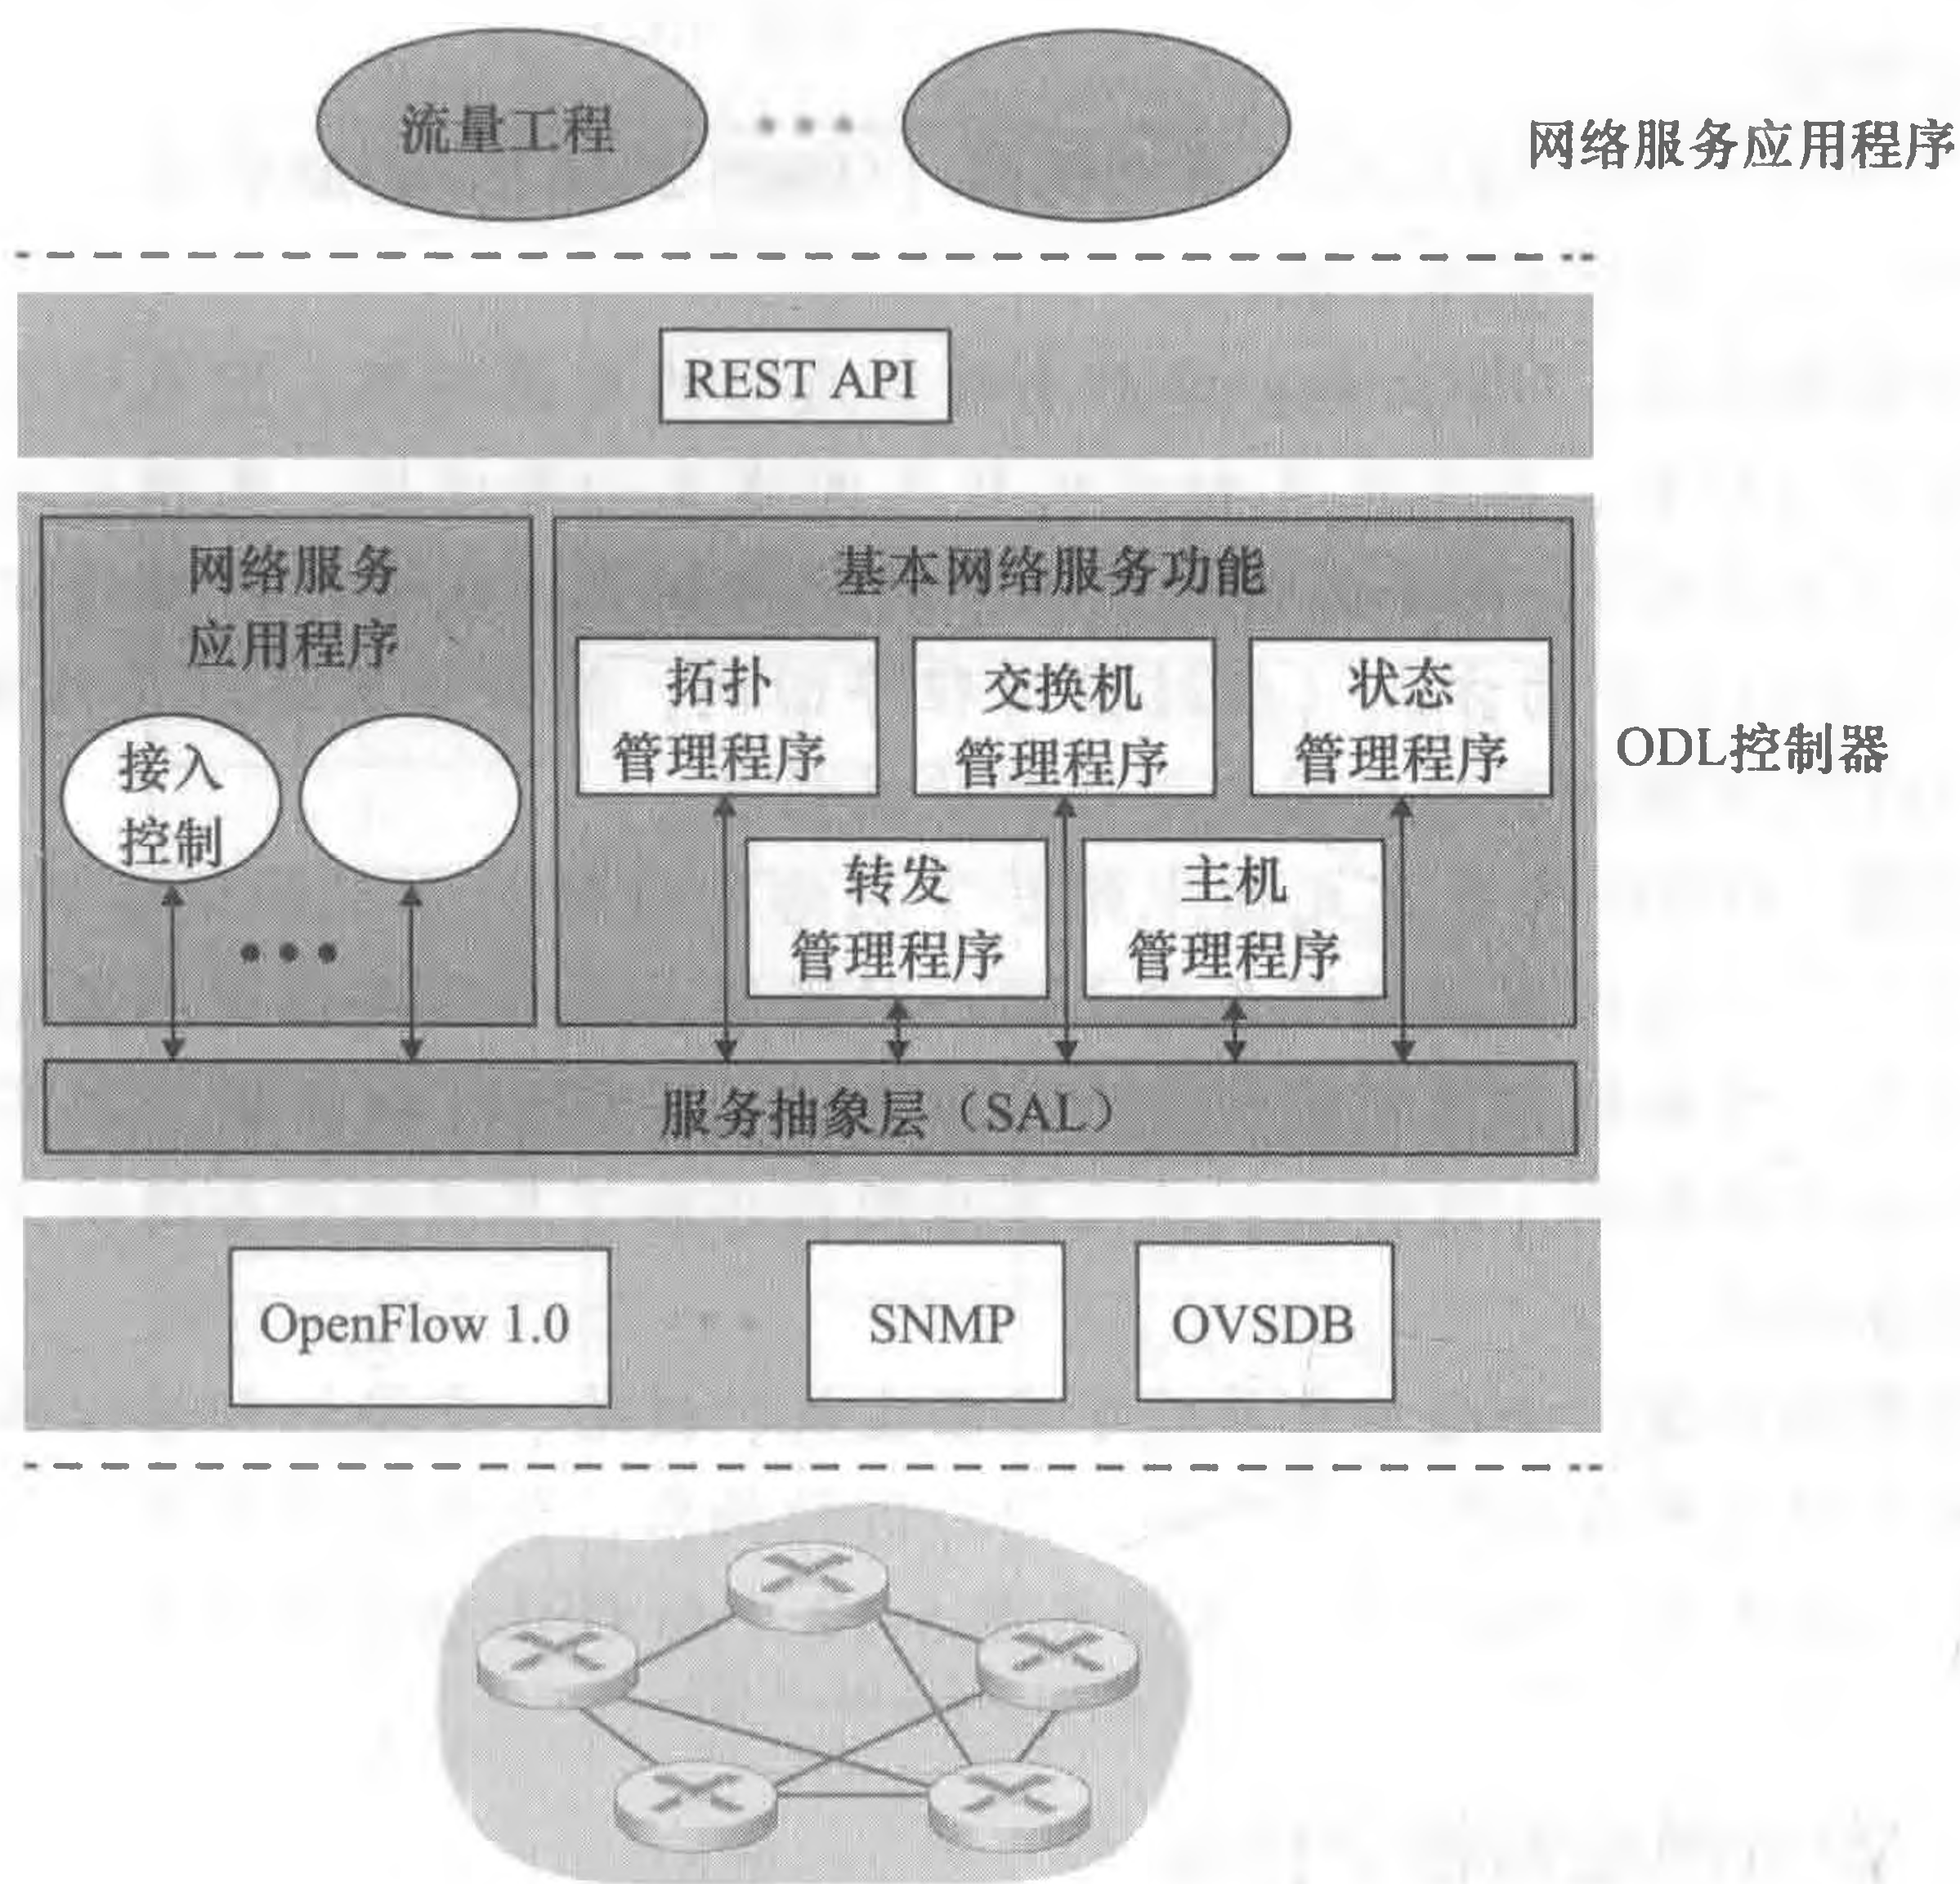 流量工程
网络服务应用程序
REST API
网络服务
应用程序
接入
控制
基本网络服务功能
拓扑
管理程序
交换机
管理程序
状态
管理程序
转发
管理程序
主机
管理程序
ODL控制器
服务抽象层（SAL）
OpenFlow 1.0
SNMP
OVSDB